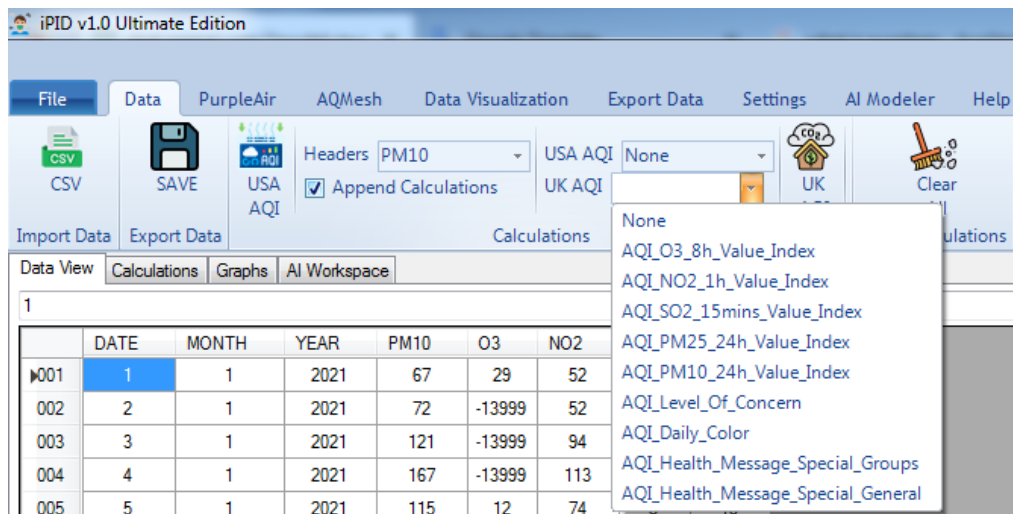 iPID v1.0 Ultimate Edition
File Data PurpleAir AQMesh Data Visualization Export Data Settings AI Modeler Help
CSV SAVE USA AQI Headers PM10 USA AQI None UK Clear
Append Calculations UK AQI
Import Data Export Data Calculations
Data View Calculations Graphs AI Workspace
None
AQI_O3_8h_Value_Index
AQI_NO2_1h_Value_Index
AQI_SO2_15mins_Value_Index
AQI_PM25_24h_Value_Index
AQI_PM10_24h_Value_Index
AQI_Level_Of_Concern
AQI_Daily_Color
AQI_Health_Message_Special_Groups
AQI_Health_Message_Special_General
1
DATE MONTH YEAR PM10 O3 NO2
001 1 1 2021 67 29 52
002 2 1 2021 72 -13999 52
003 3 1 2021 121 -13999 94
004 4 1 2021 167 -13999 113
005 5 1 2021 115 12 74